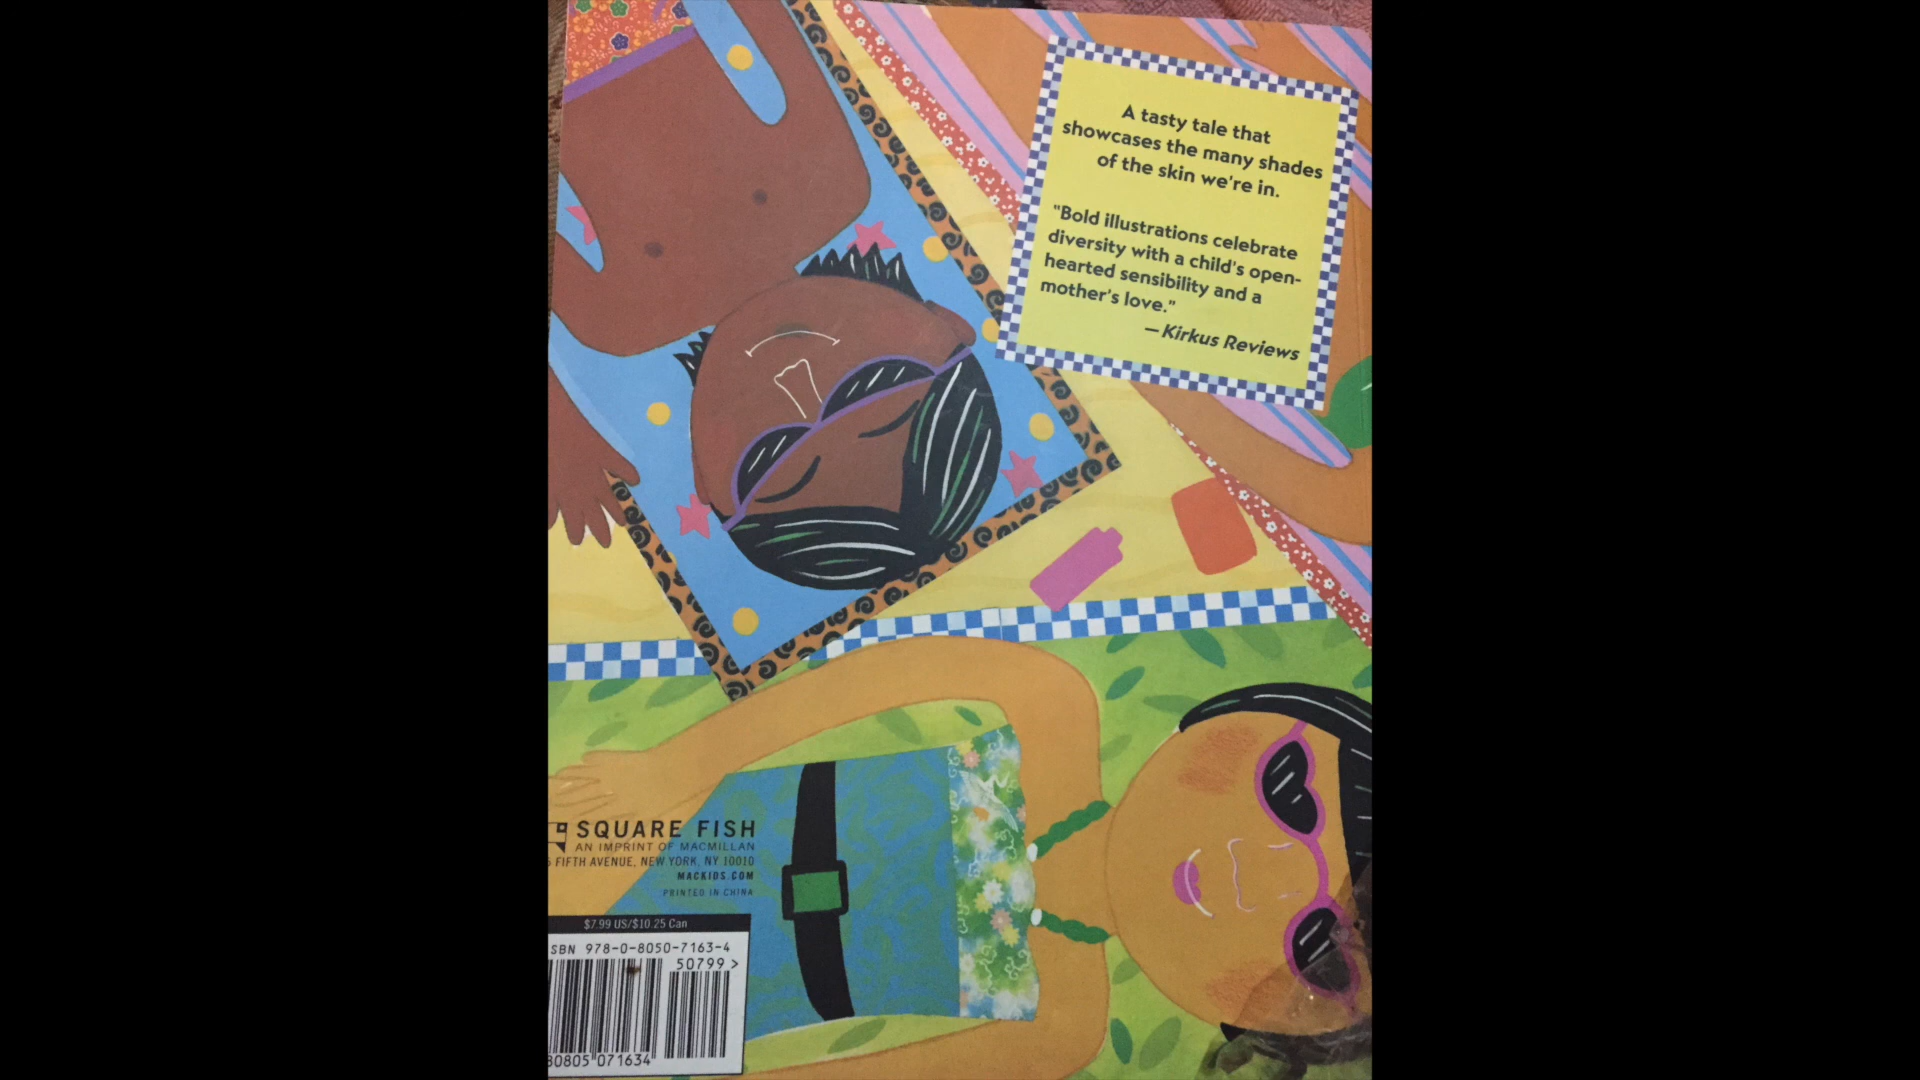 A tasty tale that
showcases the many shades
of the skin we're in.
"Bold illustrations celebrate
diversity with a child's open-
hearted sensibility and a
mother's love."
— Kirkus Reviews
SQUARE FISH
AN IMPRINT OF MACMILLAN
FIFTH AVENUE, NEW YORK, NY 10010
MACKIDS.COM
PRINTED IN CHINA
$7.99 US/$10.25 Can
SBN 978-0-8050-7163-4
50799 >
80805 071634